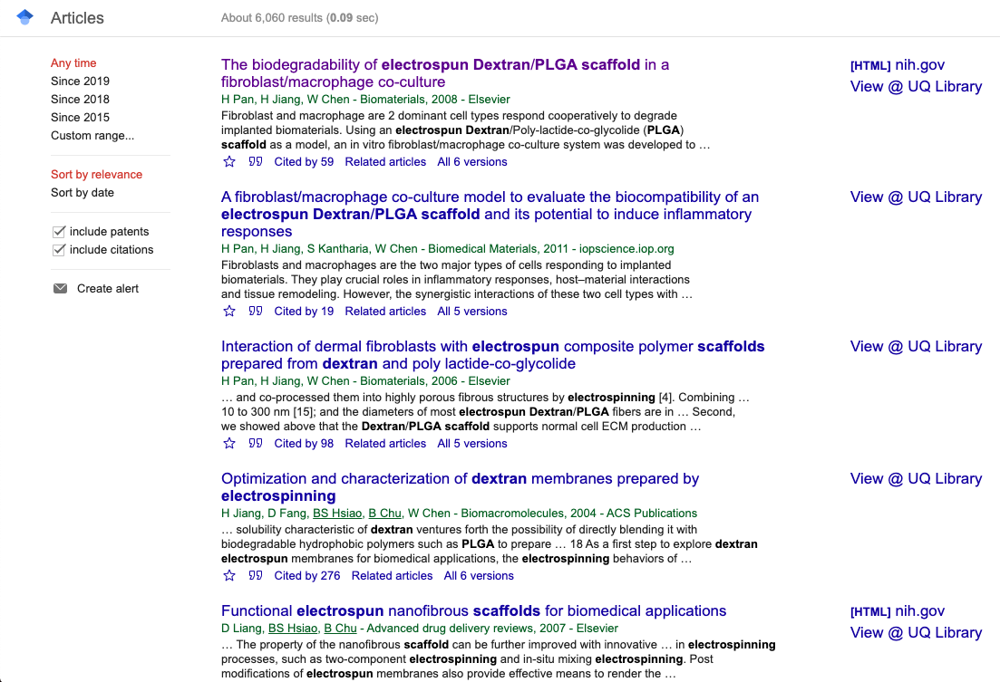 Articles
About 6,060 results (0.09 sec)
Any time
Since 2019
Since 2018
Since 2015
Custom range...
Sort by relevance
Sort by date
include patents
include citations
Create alert
The biodegradability of electrospun Dextran/PLGA scaffold in a
fibroblast/macrophage co-culture
H Pan, H Jiang, W Chen - Biomaterials, 2008 - Elsevier
Fibroblast and macrophage are 2 dominant cell types respond cooperatively to degrade
implanted biomaterials. Using an electrospun Dextran/Poly-lactide-co-glycolide (PLGA)
scaffold as a model, an in vitro fibroblast/macrophage co-culture system was developed to …
Cited by 59 Related articles All 6 versions
[HTML] nih.gov
View @ UQ Library
A fibroblast/macrophage co-culture model to evaluate the biocompatibility of an
electrospun Dextran/PLGA scaffold and its potential to induce inflammatory
responses
H Pan, H Jiang, S Kantharia, W Chen - Biomedical Materials, 2011 - iopscience.iop.org
Fibroblasts and macrophages are the two major types of cells responding to implanted
biomaterials. They play crucial roles in inflammatory responses, host–material interactions
and tissue remodeling. However, the synergistic interactions of these two cell types with …
Cited by 19 Related articles All 5 versions
View @ UQ Library
Interaction of dermal fibroblasts with electrospun composite polymer scaffolds
prepared from dextran and poly lactide-co-glycolide
H Pan, H Jiang, W Chen - Biomaterials, 2006 - Elsevier
… and co-processed them into highly porous fibrous structures by electrospinning [4]. Combining …
10 to 300 nm [15]; and the diameters of most electrospun Dextran/PLGA fibers are in … Second,
we showed above that the Dextran/PLGA scaffold supports normal cell ECM production …
Cited by 98 Related articles All 5 versions
View @ UQ Library
Optimization and characterization of dextran membranes prepared by
electrospinning
H Jiang, D Fang, BS Hsiao, B Chu, W Chen - Biomacromolecules, 2004 - ACS Publications
… solubility characteristic of dextran ventures forth the possibility of directly blending it with
biodegradable hydrophobic polymers such as PLGA to prepare … 18 As a first step to explore dextran
electrospun membranes for biomedical applications, the electrospinning behaviors of …
Cited by 276 Related articles All 6 versions
View @ UQ Library
Functional electrospun nanofibrous scaffolds for biomedical applications
D Liang, BS Hsiao, B Chu - Advanced drug delivery reviews, 2007 - Elsevier
… The property of the nanofibrous scaffold can be further improved with innovative … in electrospinning
processes, such as two-component electrospinning and in-situ mixing electrospinning. Post
modifications of electrospun membranes also provide effective means to render the …
[HTML] nih.gov
View @ UQ Library